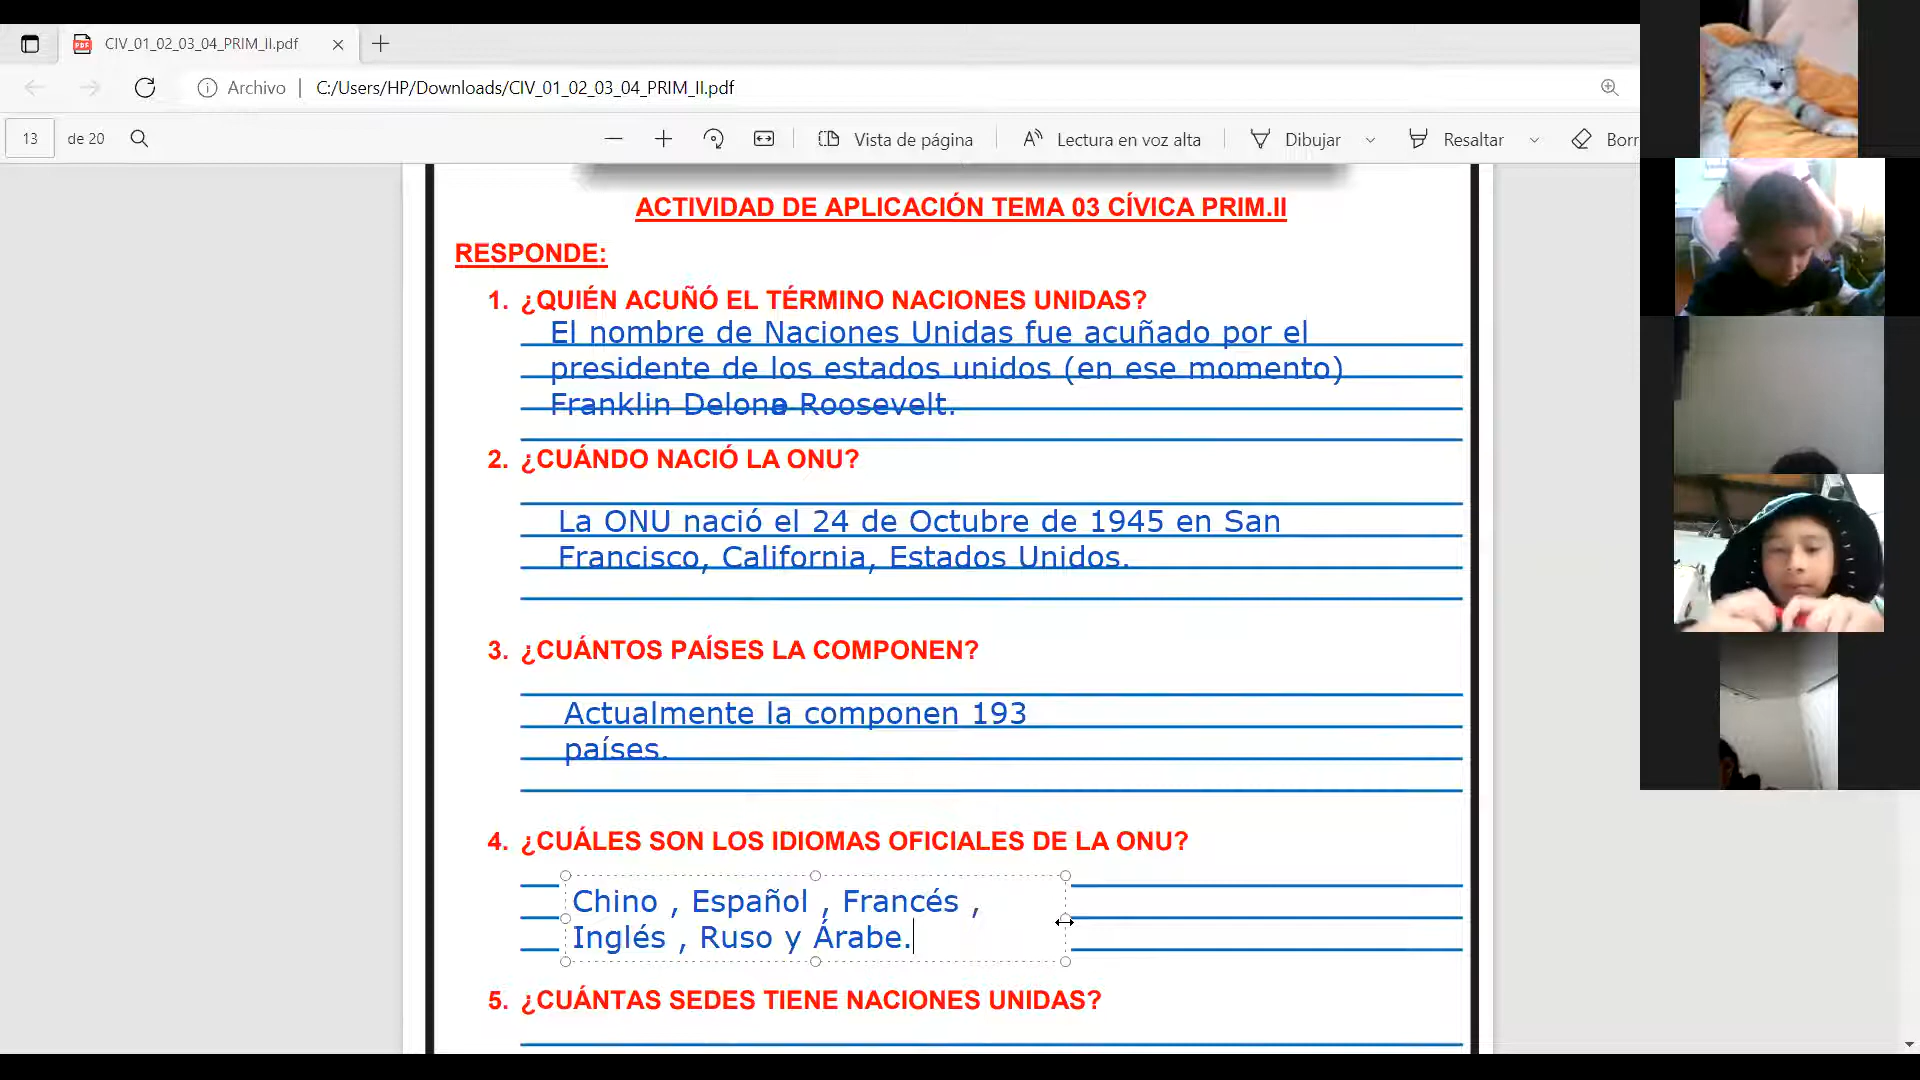 CIV_01_02_03_04_PRIM_II.pdf
Archivo
C:/Users/HP/Downloads/CIV_01_02_03_04_PRIM_II.pdf
13 de 20
Vista de página
Lectura en voz alta
Dibujar
Resaltar
Borr
ACTIVIDAD DE APLICACIÓN TEMA 03 CÍVICA PRIM.II
RESPONDE:
1. ¿QUIÉN ACUÑÓ EL TÉRMINO NACIONES UNIDAS?
El nombre de Naciones Unidas fue acuñado por el
presidente de los estados unidos (en ese momento)
Franklin Delono Roosevelt.
2. ¿CUÁNDO NACIÓ LA ONU?
La ONU nació el 24 de Octubre de 1945 en San
Francisco, California, Estados Unidos.
3. ¿CUÁNTOS PAÍSES LA COMPONEN?
Actualmente la componen 193
países.
4. ¿CUÁLES SON LOS IDIOMAS OFICIALES DE LA ONU?
Chino , Español , Francés ,
Inglés , Ruso y Árabe.
5. ¿CUÁNTAS SEDES TIENE NACIONES UNIDAS?